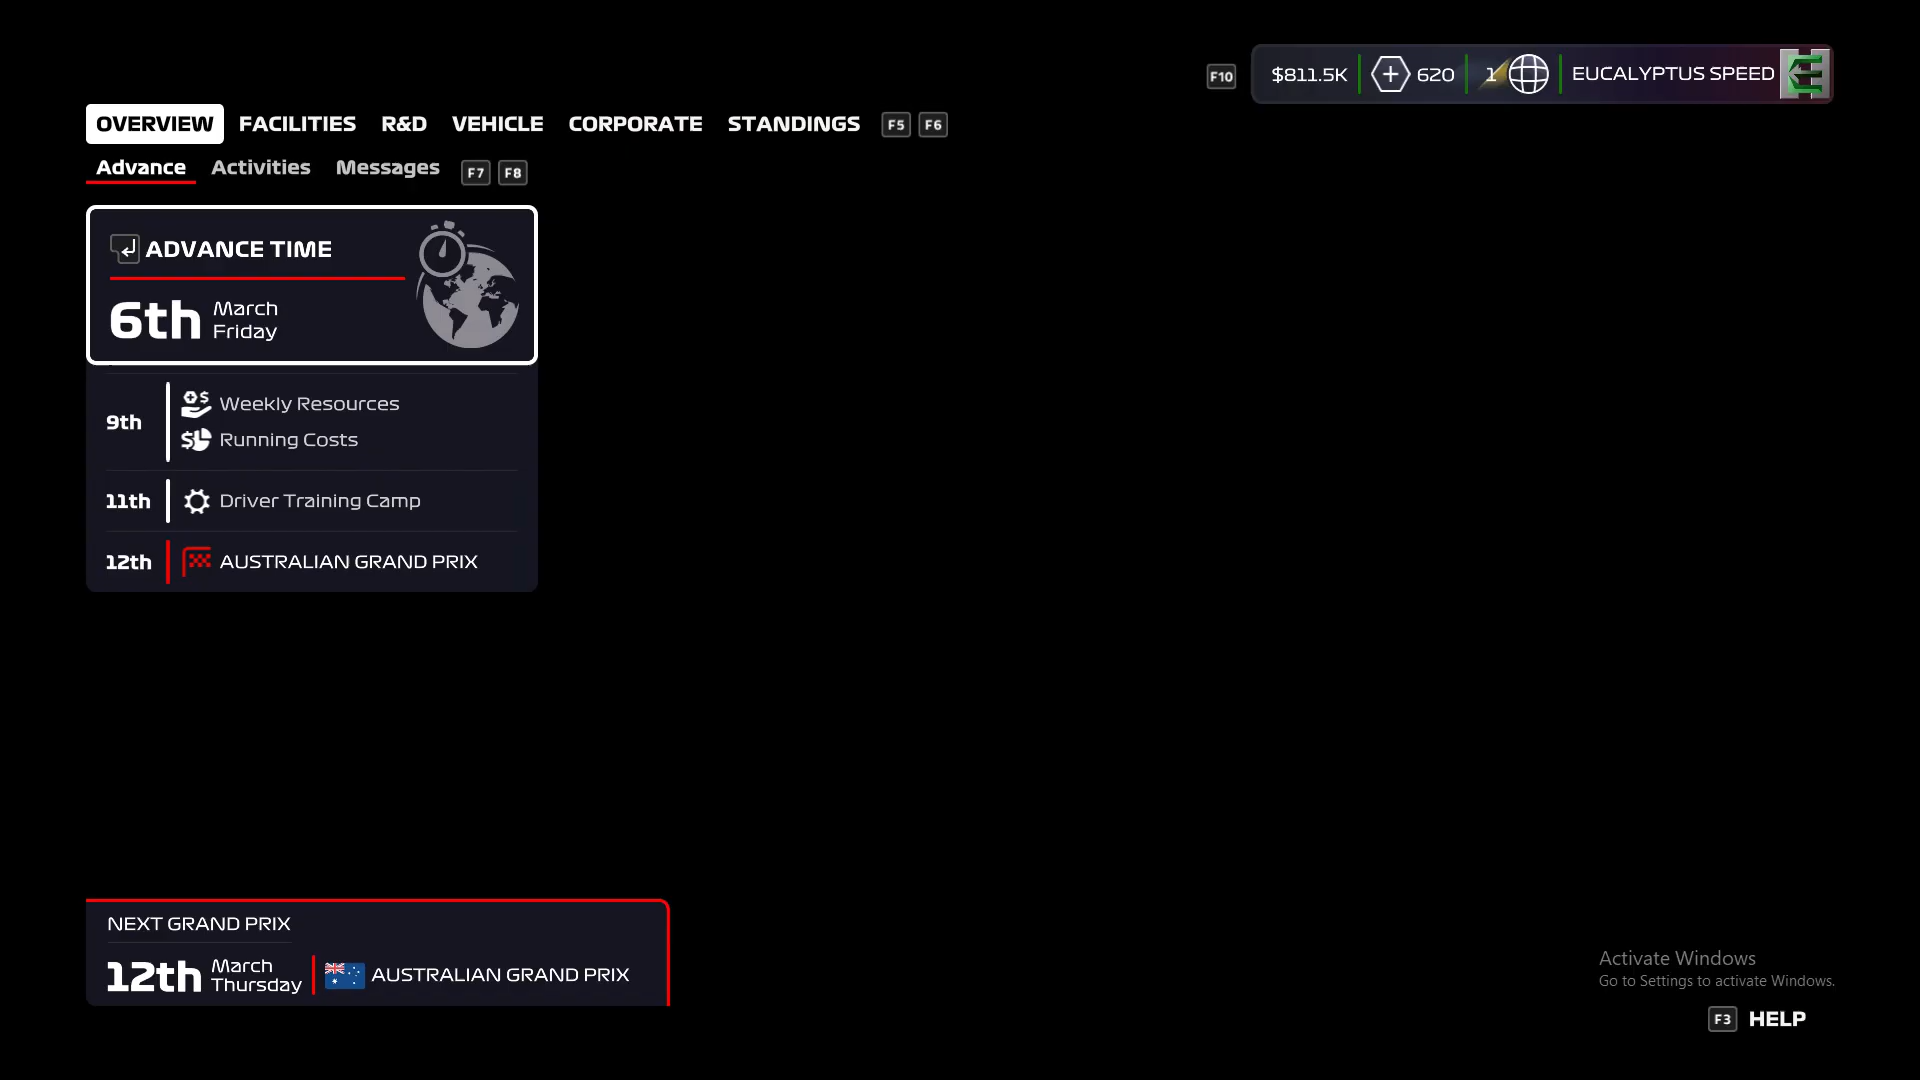 F10 $811.5K 620 1 EUCALYPTUS SPEED
OVERVIEW FACILITIES R&D VEHICLE CORPORATE STANDINGS F5 F6
Advance Activities Messages F7 F8
ADVANCE TIME
6th March
Friday
9th Weekly Resources
Running Costs
11th Driver Training Camp
12th AUSTRALIAN GRAND PRIX
NEXT GRAND PRIX
12th March
Thursday
AUSTRALIAN GRAND PRIX
Activate Windows
Go to Settings to activate Windows.
F3 HELP